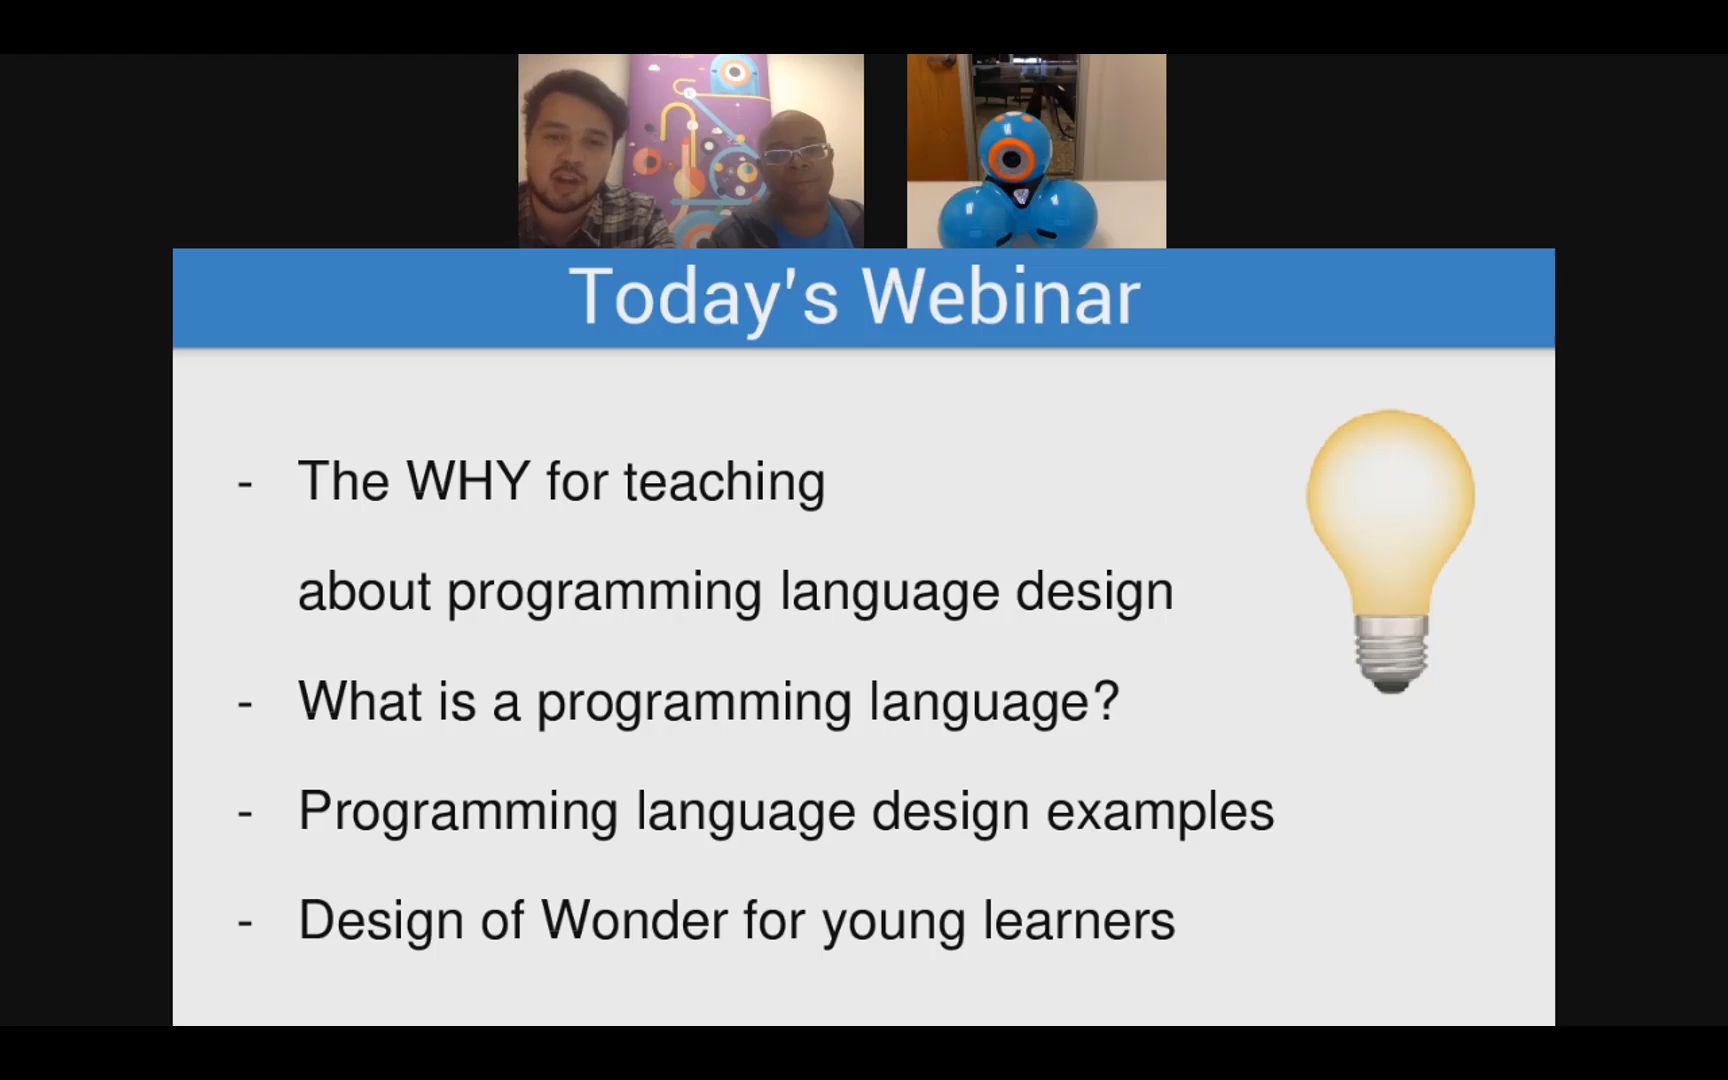 Today's Webinar
- The WHY for teaching
about programming language design
- What is a programming language?
- Programming language design examples
- Design of Wonder for young learners